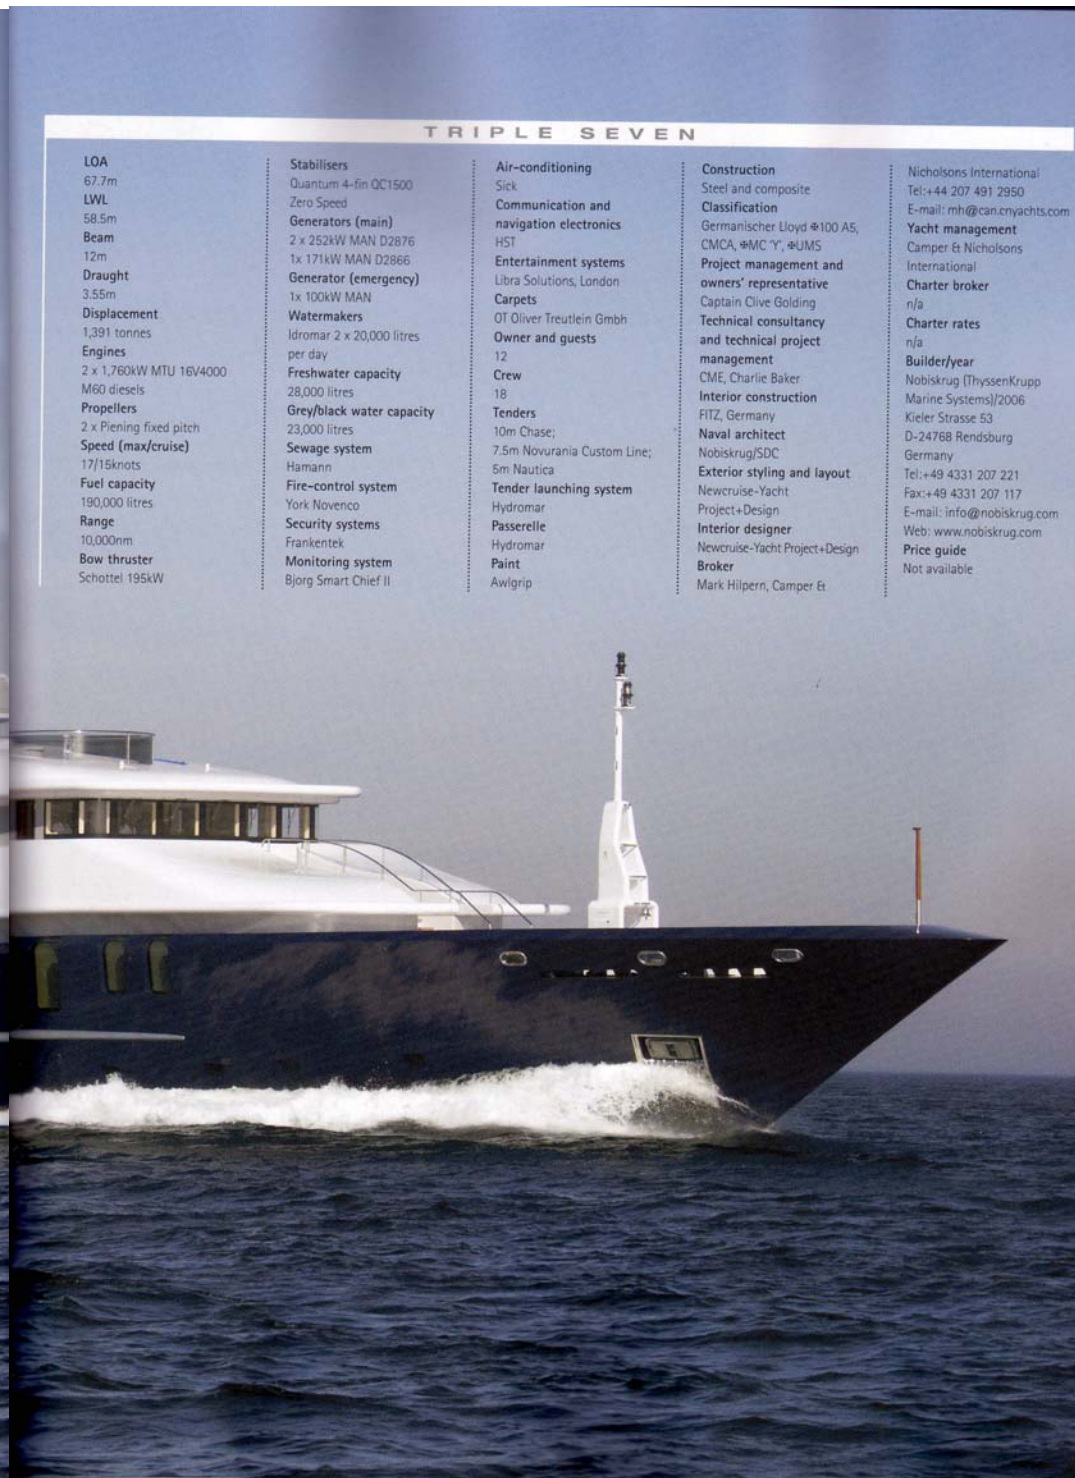 TRIPLE SEVEN
LOA
67.7m
LWL
58.5m
Beam
12m
Draught
3.55m
Displacement
1,391 tonnes
Engines
2 x 1,760kW MTU 16V4000
M60 diesels
Propellers
2 x Piening fixed pitch
Speed (max/cruise)
17/15knots
Fuel capacity
190,000 litres
Range
10,000nm
Bow thruster
Schottel 195kW
Stabilisers
Quantum 4-fin QC1500
Zero Speed
Generators (main)
2 x 252kW MAN D2876
1x 171kW MAN D2866
Generator (emergency)
1x 100kW MAN
Watermakers
Idromar 2 x 20,000 litres
per day
Freshwater capacity
28,000 litres
Grey/black water capacity
23,000 litres
Sewage system
Hamann
Fire-control system
York Novenco
Security systems
Frankentek
Monitoring system
Bjorg Smart Chief II
Air-conditioning
Sick
Communication and
navigation electronics
HST
Entertainment systems
Libra Solutions, London
Carpets
OT Oliver Treutlein Gmbh
Owner and guests
12
Crew
18
Tenders
10m Chase;
7.5m Novurania Custom Line;
5m Nautica
Tender launching system
Hydromar
Passerelle
Hydromar
Paint
Awlgrip
Construction
Steel and composite
Classification
Germanischer Lloyd ✠100 A5,
CMCA, ✠MC 'Y', ✠UMS
Project management and
owners' representative
Captain Clive Golding
Technical consultancy
and technical project
management
CME, Charlie Baker
Interior construction
FITZ, Germany
Naval architect
Nobiskrug/SDC
Exterior styling and layout
Newcruise-Yacht
Project+Design
Interior designer
Newcruise-Yacht Project+Design
Broker
Mark Hilpern, Camper &
Nicholsons International
Tel:+44 207 491 2950
E-mail: mh@can.cnyachts.com
Yacht management
Camper & Nicholsons
International
Charter broker
n/a
Charter rates
n/a
Builder/year
Nobiskrug (ThyssenKrupp
Marine Systems)/2006
Kieler Strasse 53
D-24768 Rendsburg
Germany
Tel:+49 4331 207 221
Fax:+49 4331 207 117
E-mail: info@nobiskrug.com
Web: www.nobiskrug.com
Price guide
Not available